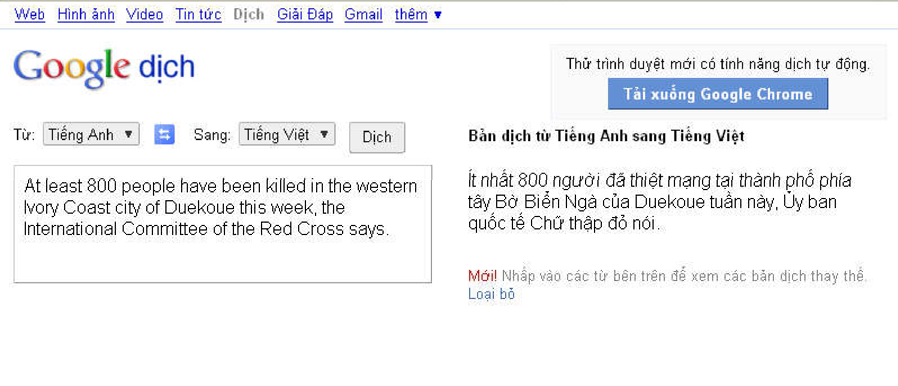 Web Hình ảnh Video Tin tức Dịch Giải Đáp Gmail thêm ▼
Google dịch
Thử trình duyệt mới có tính năng dịch tự động.
Tải xuống Google Chrome
Từ: Tiếng Anh ▼ Sang: Tiếng Việt ▼ Dịch
At least 800 people have been killed in the western
Ivory Coast city of Duekoue this week, the
International Committee of the Red Cross says.
Bản dịch từ Tiếng Anh sang Tiếng Việt
Ít nhất 800 người đã thiệt mạng tại thành phố phía
tây Bờ Biển Ngà của Duekoue tuần này, Ủy ban
quốc tế Chữ thập đỏ nói.
Mới! Nhấp vào các từ bên trên để xem các bản dịch thay thế.
Loại bỏ